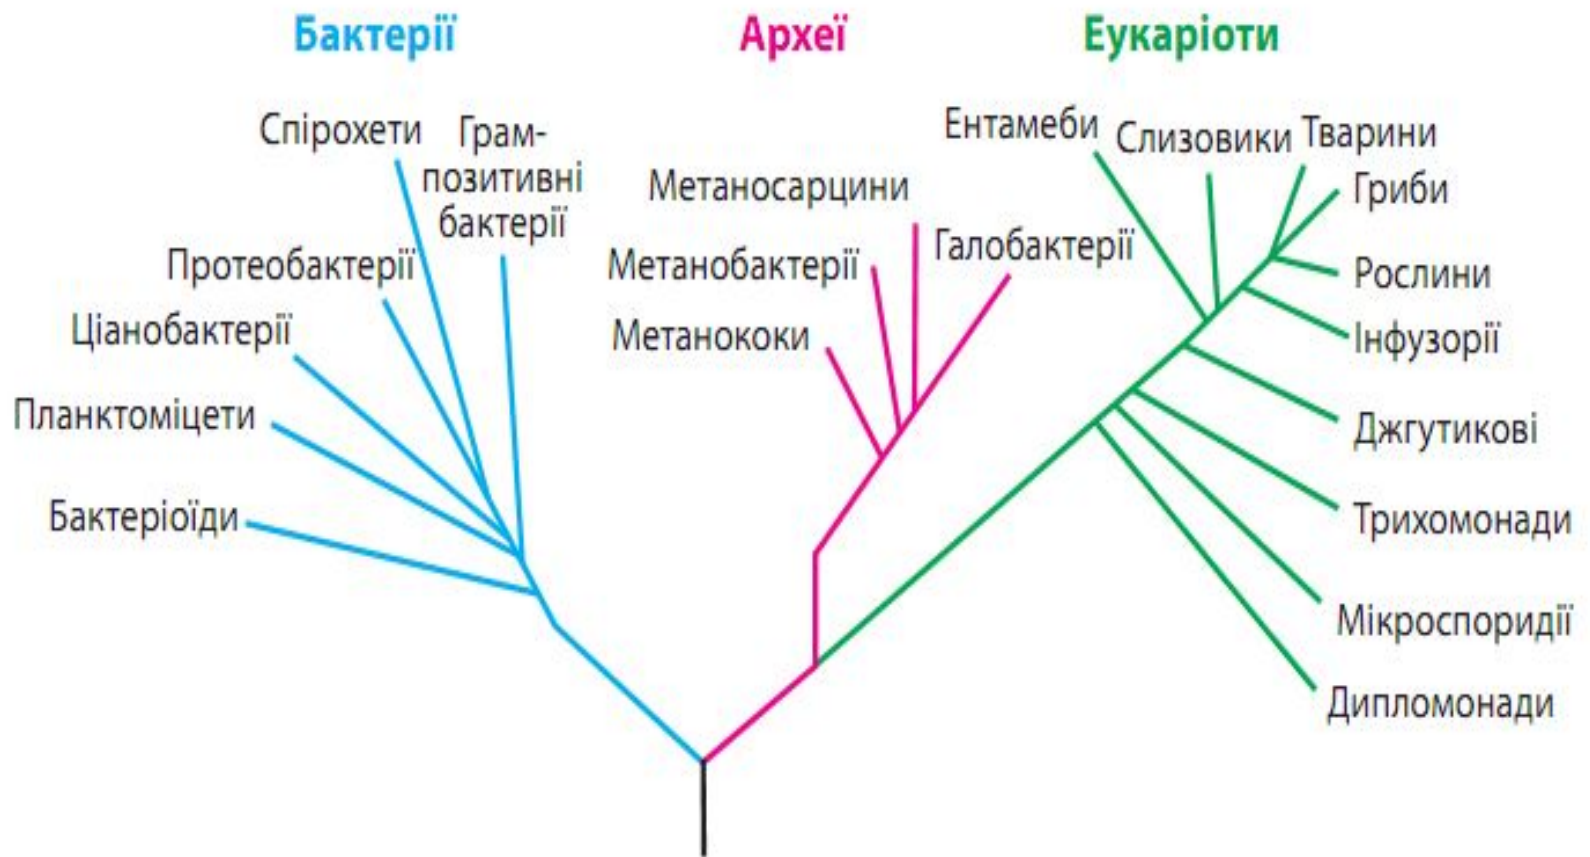 Бактерії
Археї
Еукаріоти
Спірохети
Грам-
позитивні
бактерії
Протеобактерії
Ціанобактерії
Планктоміцети
Бактеріоїди
Метаносарцини
Галобактерії
Метанобактерії
Метанококи
Ентамеби
Слизовики
Тварини
Гриби
Рослини
Інфузорії
Джгутикові
Трихомонади
Мікроспоридії
Дипломонади